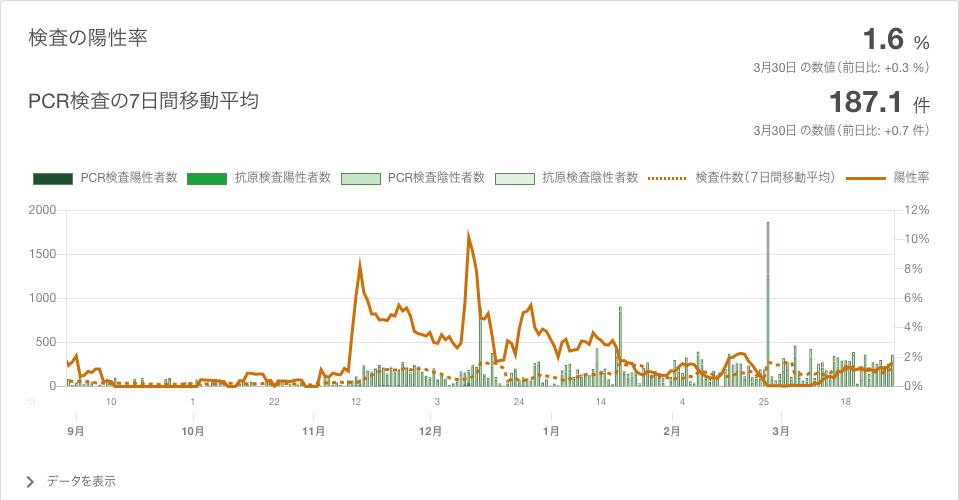 検査の陽性率
1.6 %
3月30日 の数値（前日比: +0.3 %）
PCR検査の7日間移動平均
187.1 件
3月30日 の数値（前日比: +0.7 件）
PCR検査陽性者数 抗原検査陽性者数 PCR検査陰性者数 抗原検査陰性者数 検査件数（7日間移動平均） 陽性率
2000 12%
10%
1500
8%
1000 6%
4%
500
2%
0 0%
10 1 22 12 3 24 14 4 25 18
9月 10月 11月 12月 1月 2月 3月
データを表示